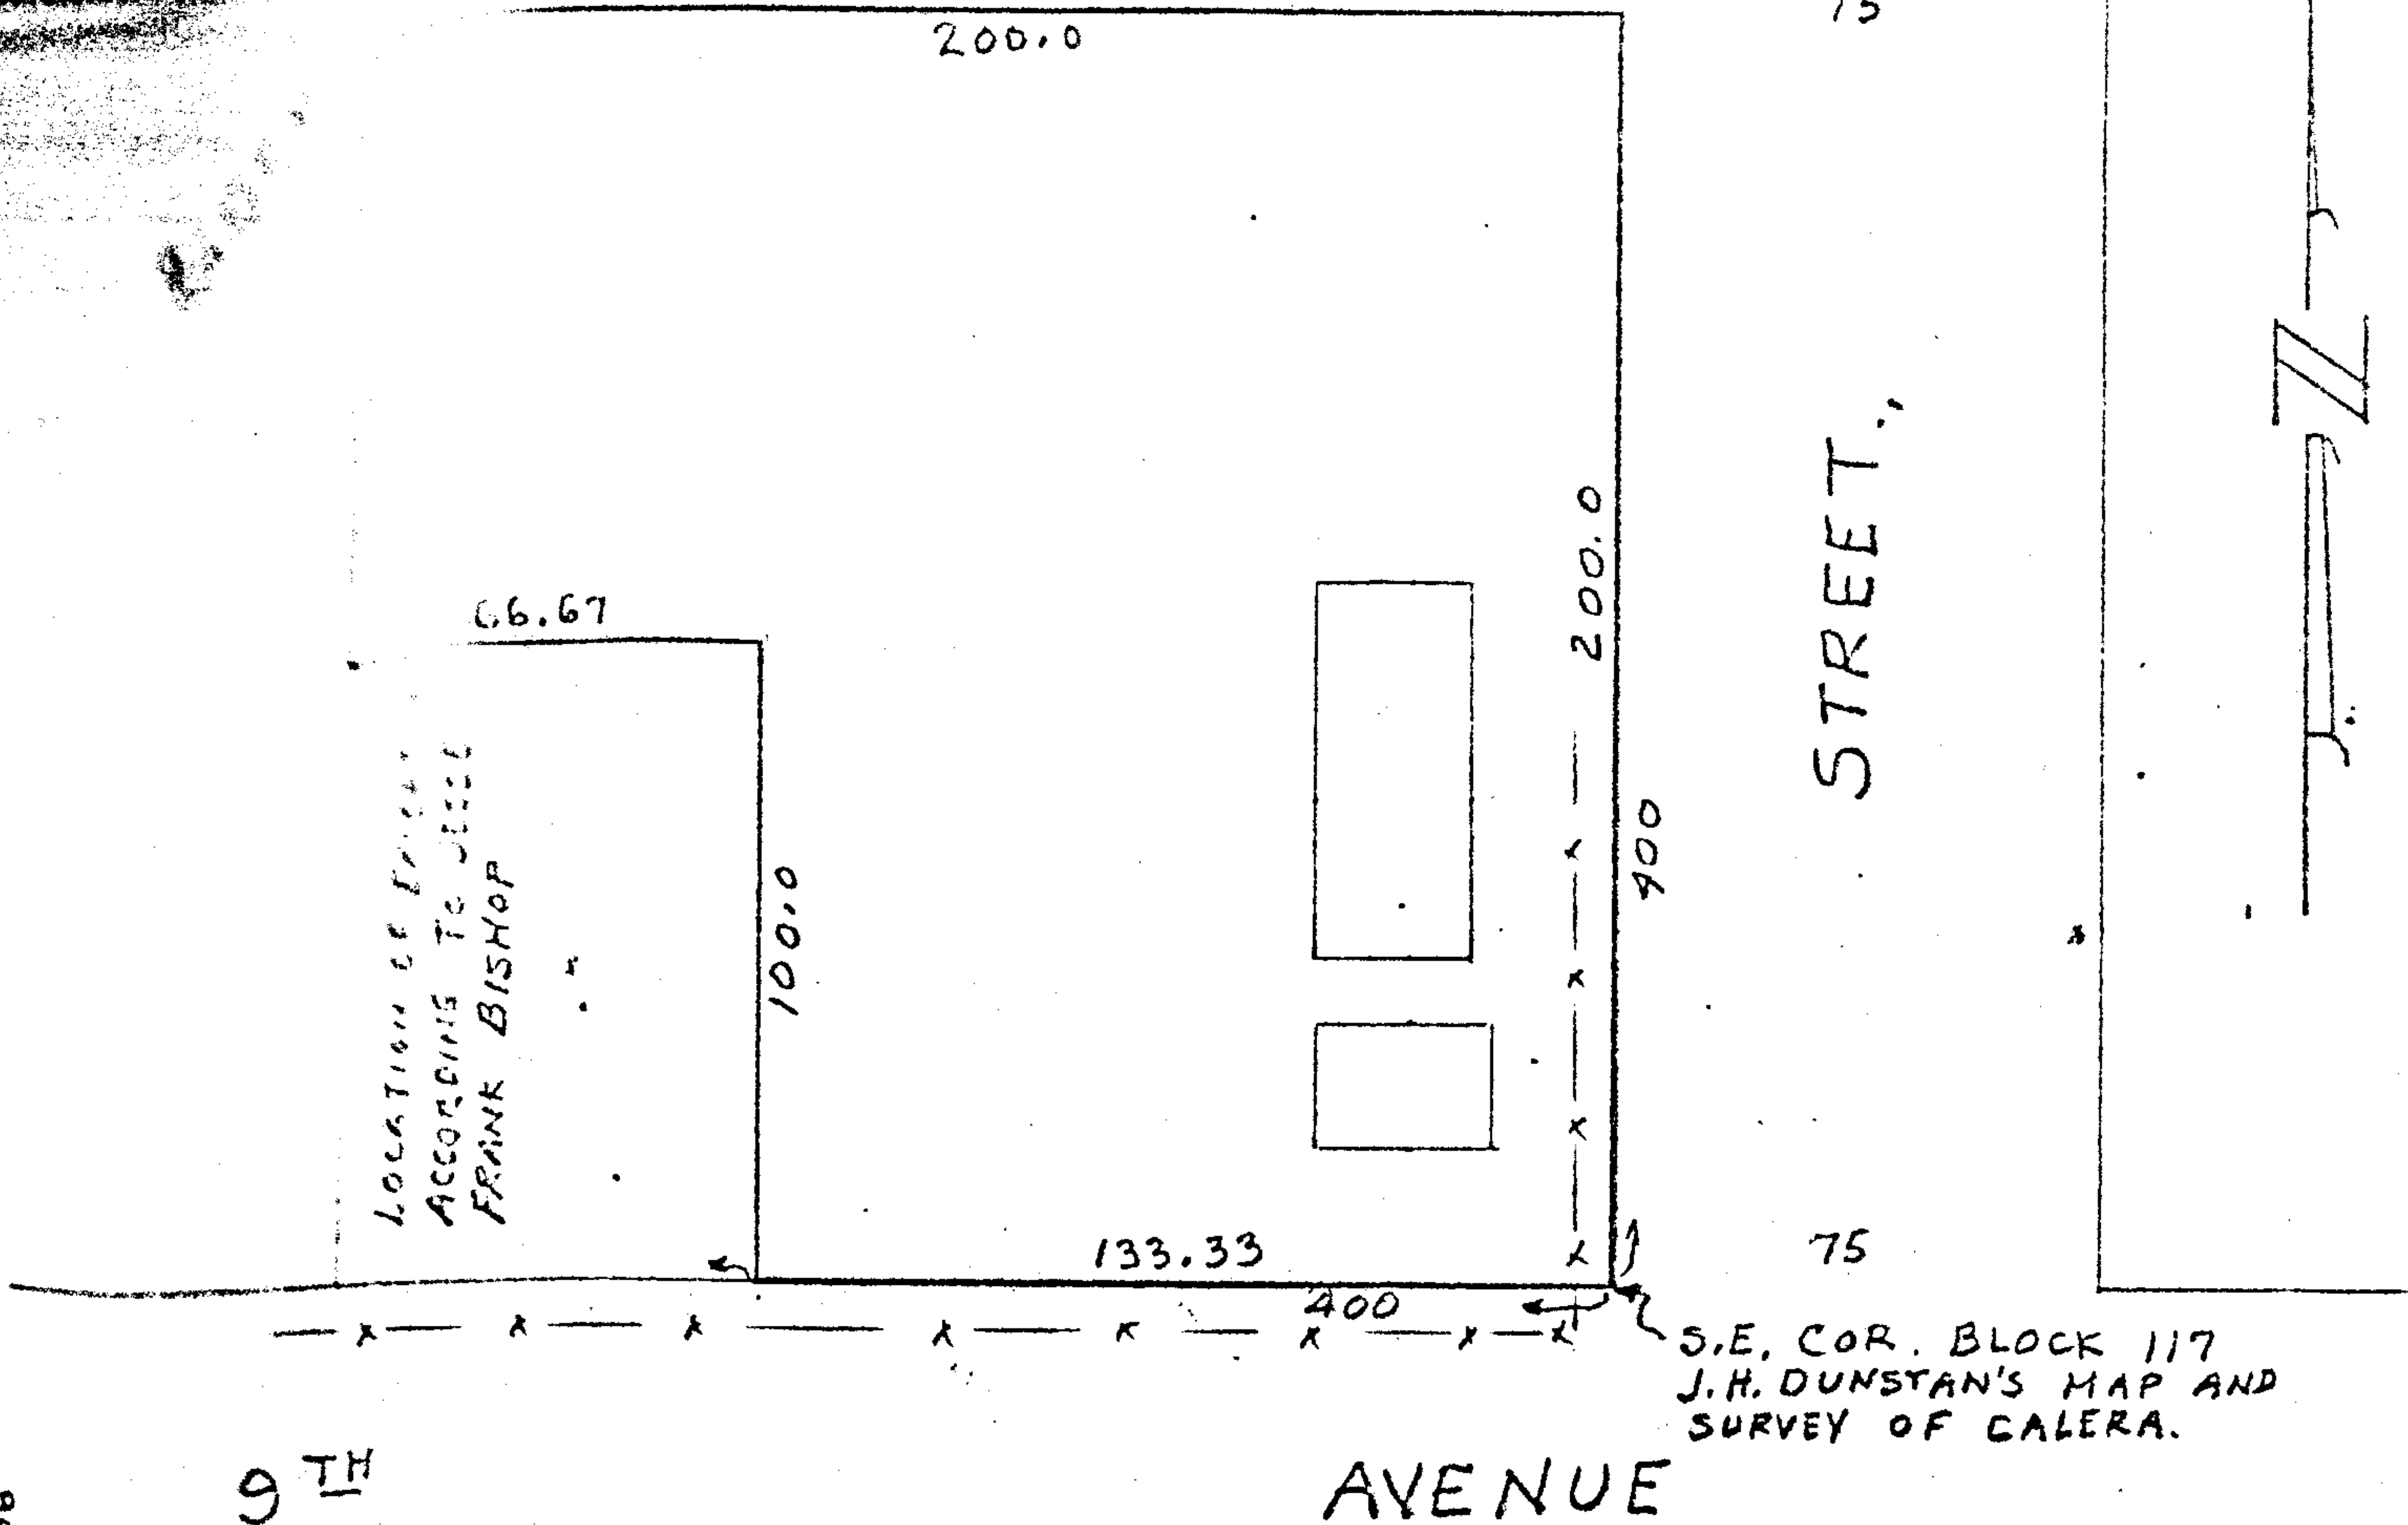 200.0
75
66.67
200.0
STREET.,
N
LOCATION OF
ACCORDING TO
FRANK BISHOP
100.0
400
133.33
75
400
S.E. COR. BLOCK 117
J.H. DUNSTAN'S MAP AND
SURVEY OF CALERA.
9TH AVENUE